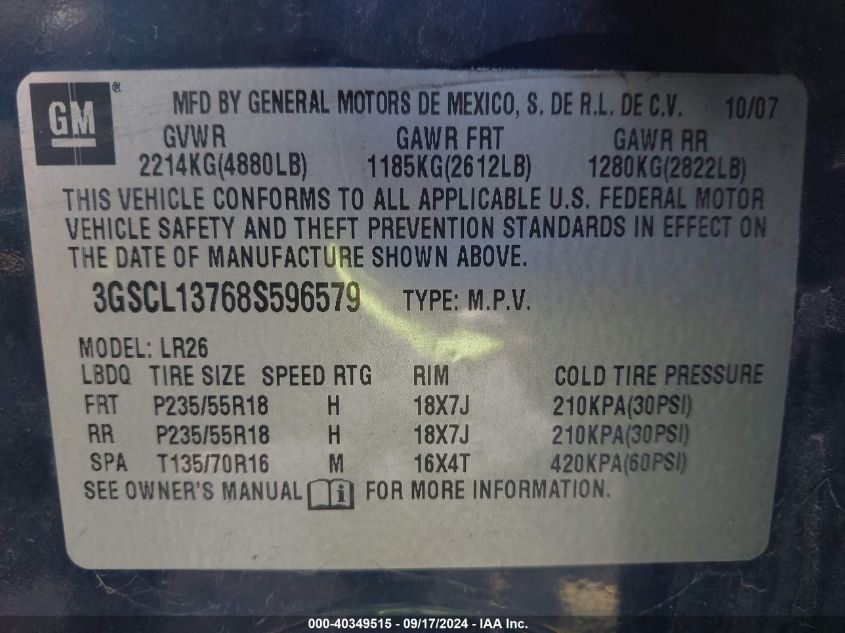 GM ®
MFD BY GENERAL MOTORS DE MEXICO, S. DE R.L. DE C.V. 10/07
GVWR GAWR FRT GAWR RR
2214KG(4880LB) 1185KG(2612LB) 1280KG(2822LB)
THIS VEHICLE CONFORMS TO ALL APPLICABLE U.S. FEDERAL MOTOR
VEHICLE SAFETY AND THEFT PREVENTION STANDARDS IN EFFECT ON
THE DATE OF MANUFACTURE SHOWN ABOVE.
3GSCL13768S596579 TYPE: M.P.V.
MODEL: LR26
LBDQ TIRE SIZE SPEED RTG RIM COLD TIRE PRESSURE
FRT P235/55R18 H 18X7J 210KPA(30PSI)
RR P235/55R18 H 18X7J 210KPA(30PSI)
SPA T135/70R16 M 16X4T 420KPA(60PSI)
SEE OWNER'S MANUAL i FOR MORE INFORMATION.
000-40349515 - 09/17/2024 - IAA Inc.